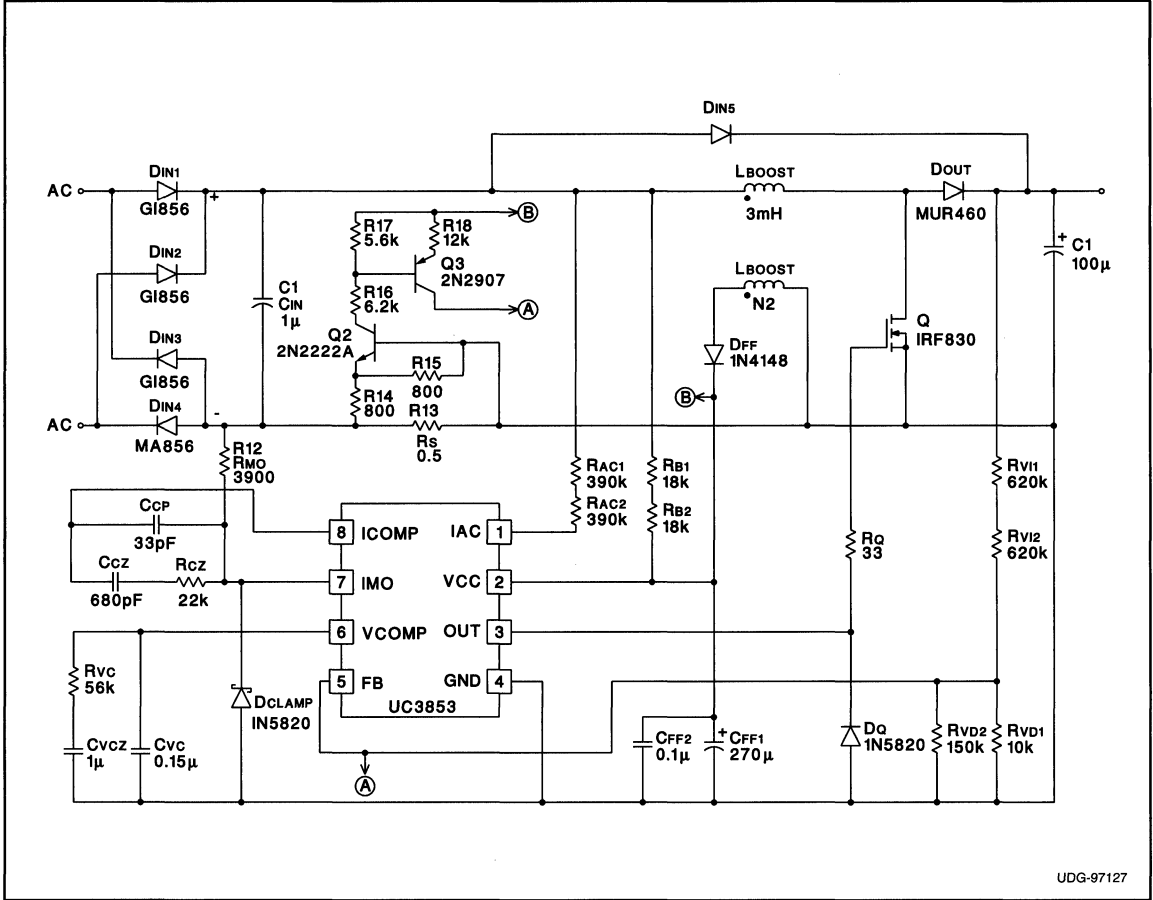 DIN5
AC
DIN1
GI856
+
LBOOST
3mH
DOUT
MUR460
B
R17
5.6k
R18
12k
Q3
2N2907
+
C1
100µ
DIN2
GI856
C1
CIN
1µ
R16
6.2k
A
LBOOST
N2
Q2
2N2222A
DFF
1N4148
Q
IRF830
DIN3
GI856
R15
800
R14
800
B
DIN4
MA856
-
AC
R13
RS
0.5
R12
RMO
3900
RAC1
390k
RB1
18k
RVI1
620k
RAC2
390k
RB2
18k
CCP
33pF
8
ICOMP
IAC
1
RQ
33
RVI2
620k
CCZ
680pF
RCZ
22k
7
IMO
VCC
2
6
VCOMP
OUT
3
RVC
56k
5
FB
GND
4
UC3853
DCLAMP
IN5820
CVCZ
1µ
CVC
0.15µ
CFF2
0.1µ
+
CFF1
270µ
DQ
1N5820
RVD2
150k
RVD1
10k
A
UDG-97127